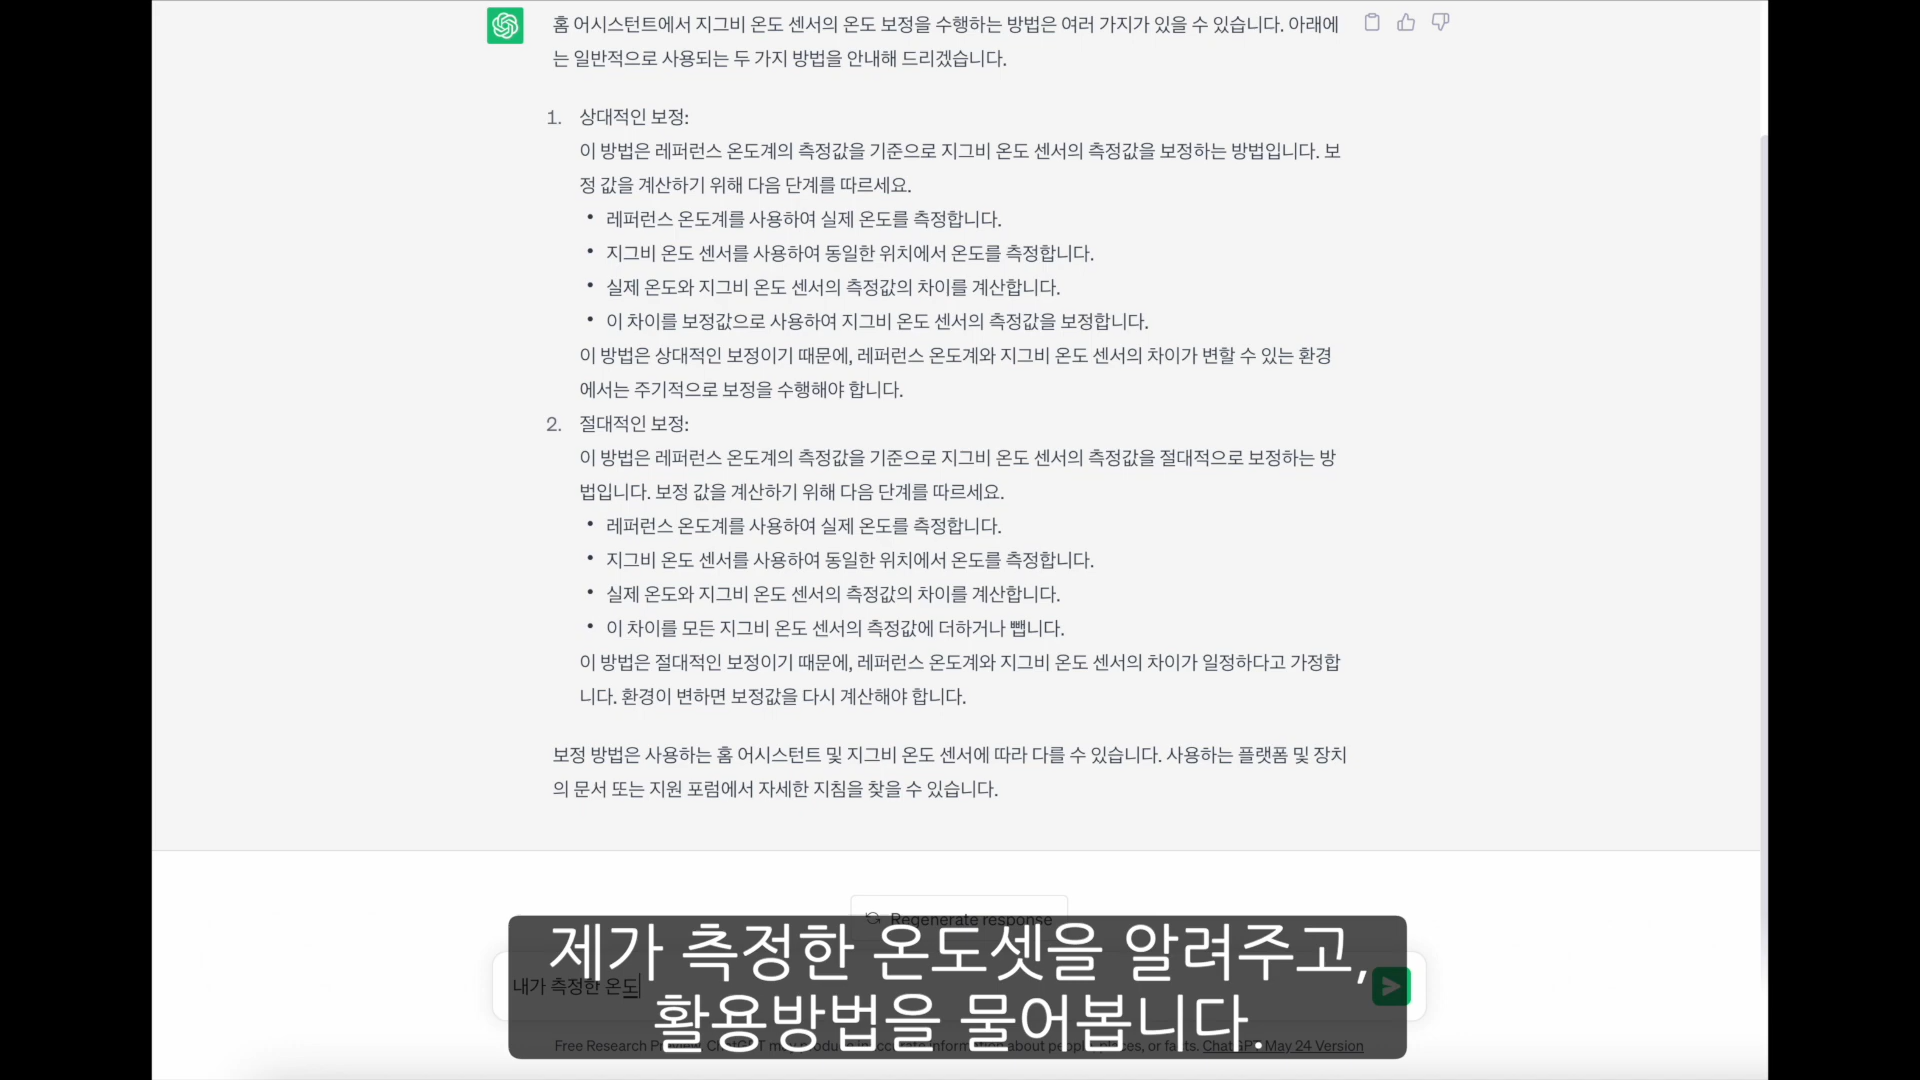 홈 어시스턴트에서 지그비 온도 센서의 온도 보정을 수행하는 방법은 여러 가지가 있을 수 있습니다. 아래에
는 일반적으로 사용되는 두 가지 방법을 안내해 드리겠습니다.
1. 상대적인 보정:
이 방법은 레퍼런스 온도계의 측정값을 기준으로 지그비 온도 센서의 측정값을 보정하는 방법입니다. 보
정 값을 계산하기 위해 다음 단계를 따르세요.
• 레퍼런스 온도계를 사용하여 실제 온도를 측정합니다.
• 지그비 온도 센서를 사용하여 동일한 위치에서 온도를 측정합니다.
• 실제 온도와 지그비 온도 센서의 측정값의 차이를 계산합니다.
• 이 차이를 보정값으로 사용하여 지그비 온도 센서의 측정값을 보정합니다.
이 방법은 상대적인 보정이기 때문에, 레퍼런스 온도계와 지그비 온도 센서의 차이가 변할 수 있는 환경
에서는 주기적으로 보정을 수행해야 합니다.
2. 절대적인 보정:
이 방법은 레퍼런스 온도계의 측정값을 기준으로 지그비 온도 센서의 측정값을 절대적으로 보정하는 방
법입니다. 보정 값을 계산하기 위해 다음 단계를 따르세요.
• 레퍼런스 온도계를 사용하여 실제 온도를 측정합니다.
• 지그비 온도 센서를 사용하여 동일한 위치에서 온도를 측정합니다.
• 실제 온도와 지그비 온도 센서의 측정값의 차이를 계산합니다.
• 이 차이를 모든 지그비 온도 센서의 측정값에 더하거나 뺍니다.
이 방법은 절대적인 보정이기 때문에, 레퍼런스 온도계와 지그비 온도 센서의 차이가 일정하다고 가정합
니다. 환경이 변하면 보정값을 다시 계산해야 합니다.
보정 방법은 사용하는 홈 어시스턴트 및 지그비 온도 센서에 따라 다를 수 있습니다. 사용하는 플랫폼 및 장치
의 문서 또는 지원 포럼에서 자세한 지침을 찾을 수 있습니다.
Regenerate response
제가 측정한 온도셋을 알려주고,
내가 측정한 온도
활용방법을 물어봅니다.
Free Research Preview. ChatGPT may produce inaccurate information about people, places, or facts. ChatGPT May 24 Version